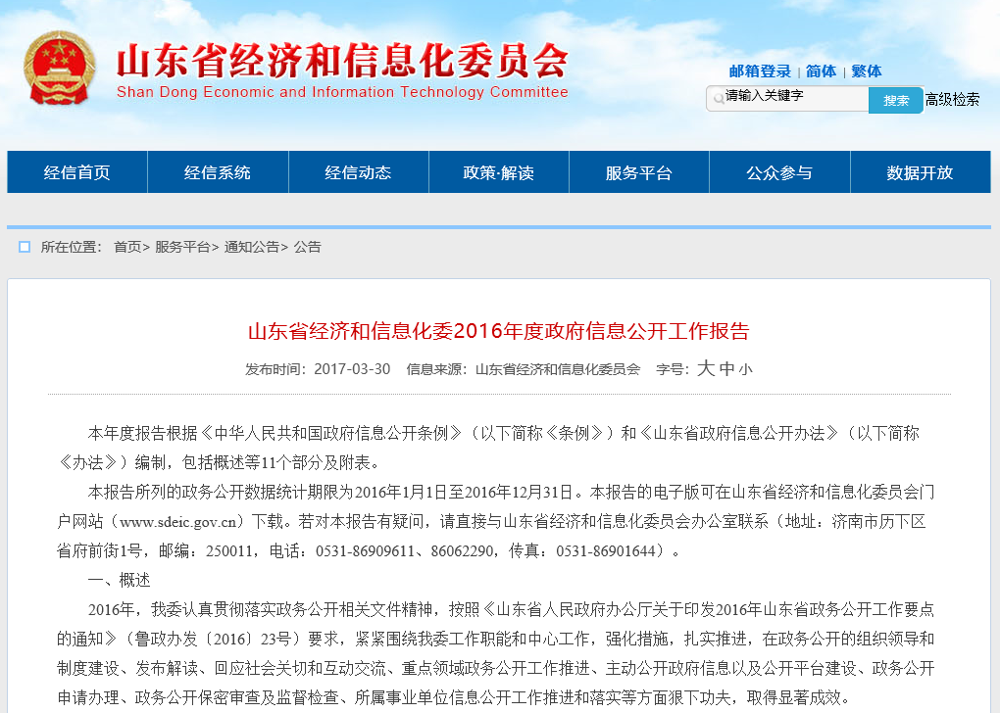 山东省经济和信息化委员会
Shan Dong Economic and Information Technology Committee
邮箱登录 | 简体 | 繁体
请输入关键字 搜索 高级检索
经信首页 经信系统 经信动态 政策·解读 服务平台 公众参与 数据开放
所在位置： 首页> 服务平台> 通知公告> 公告
山东省经济和信息化委2016年度政府信息公开工作报告
发布时间：2017-03-30 信息来源：山东省经济和信息化委员会 字号：大 中 小
本年度报告根据《中华人民共和国政府信息公开条例》（以下简称《条例》）和《山东省政府信息公开办法》（以下简称
《办法》）编制，包括概述等11个部分及附表。
本报告所列的政务公开数据统计期限为2016年1月1日至2016年12月31日。本报告的电子版可在山东省经济和信息化委员会门
户网站（www.sdeic.gov.cn）下载。若对本报告有疑问，请直接与山东省经济和信息化委员会办公室联系（地址：济南市历下区
省府前街1号，邮编：250011，电话：0531-86909611、86062290，传真：0531-86901644）。
一、概述
2016年，我委认真贯彻落实政务公开相关文件精神，按照《山东省人民政府办公厅关于印发2016年山东省政务公开工作要点
的通知》（鲁政办发〔2016〕23号）要求，紧紧围绕我委工作职能和中心工作，强化措施，扎实推进，在政务公开的组织领导和
制度建设、发布解读、回应社会关切和互动交流、重点领域政务公开工作推进、主动公开政府信息以及公开平台建设、政务公开
申请办理、政务公开保密审查及监督检查、所属事业单位信息公开工作推进和落实等方面狠下功夫，取得显著成效。